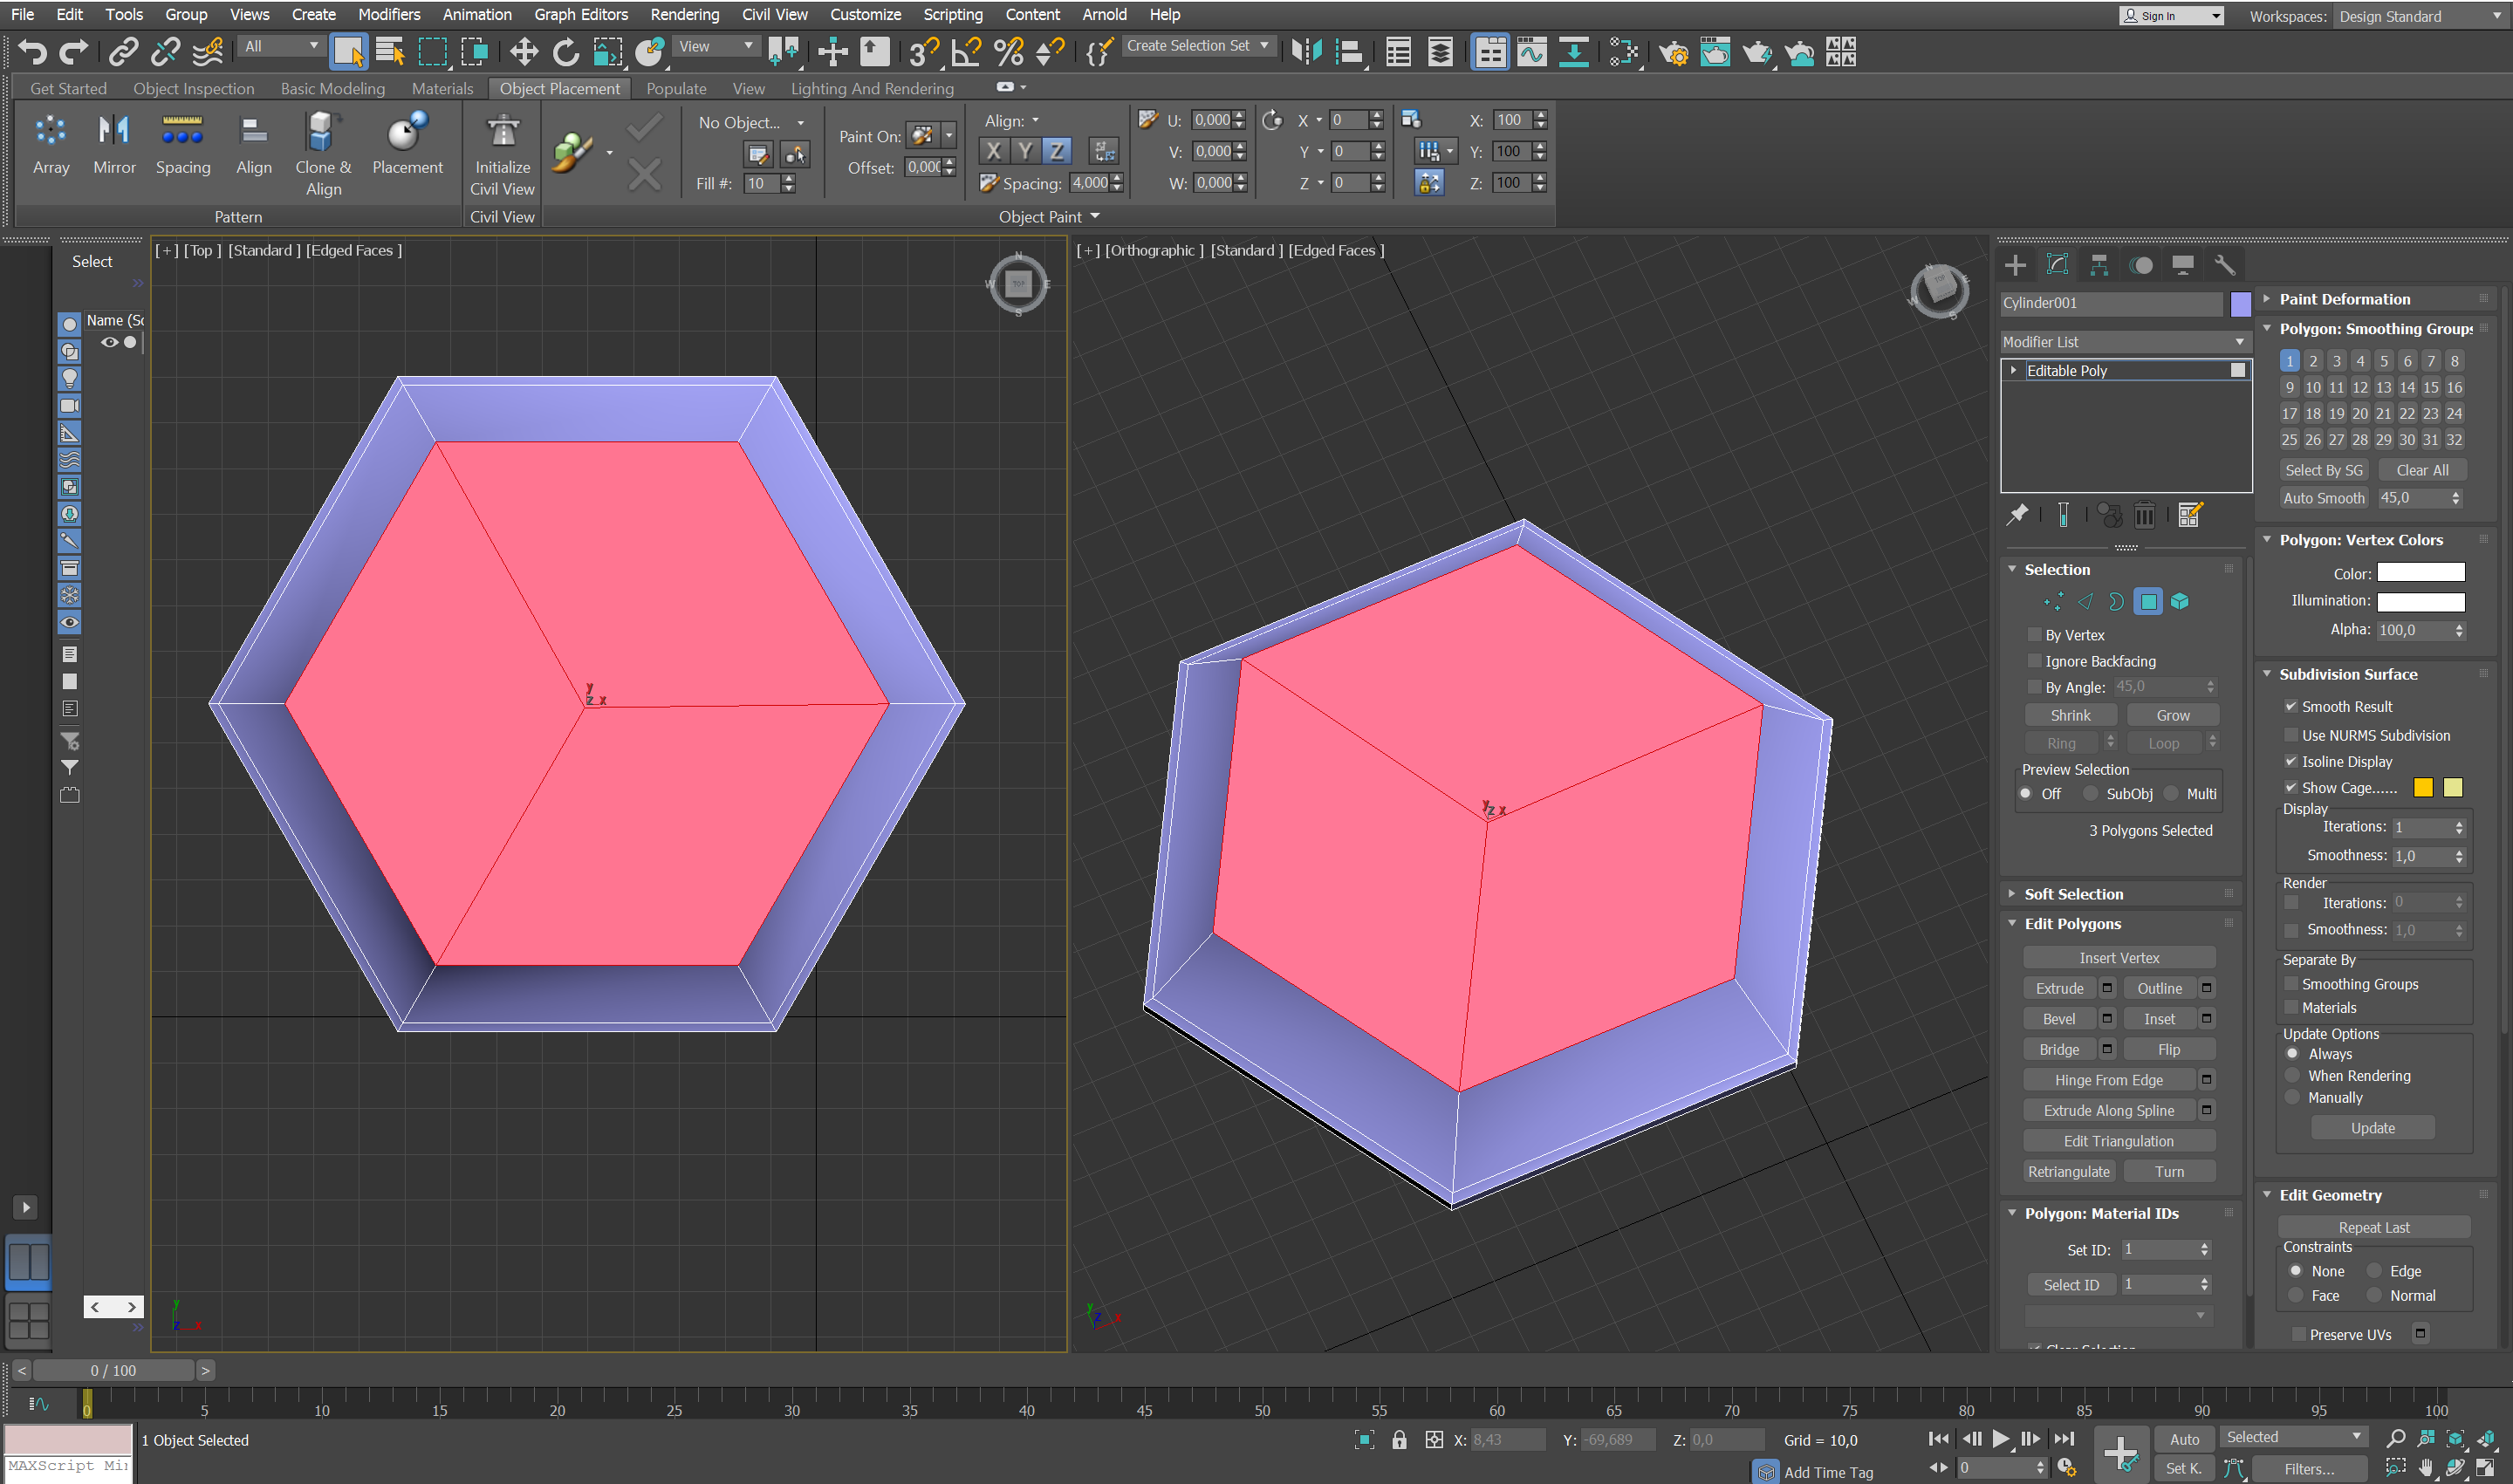 File Edit Tools Group Views Create Modifiers Animation Graph Editors Rendering Civil View Customize Scripting Content Arnold Help Sign In Workspaces: Design Standard
All View Create Selection Set
Get Started Object Inspection Basic Modeling Materials Object Placement Populate View Lighting And Rendering
No Object... Align: U: 0,000 X 0 X: 100
Paint On: X Y Z V: 0,000 Y 0 Y: 100
Array Mirror Spacing Align Clone & Align Placement Initialize Civil View Offset: 0,000
Fill #: 10 Spacing: 4,000 W: 0,000 Z 0 Z: 100
Pattern Civil View Object Paint
Select
Name (Sc
[+] [Top ] [Standard ] [Edged Faces ]
N W TOP E S
y z x
y z x
[+] [Orthographic ] [Standard ] [Edged Faces ]
N W TOP E S
y z x
y z x
Cylinder001
Modifier List
Editable Poly
Selection
By Vertex
Ignore Backfacing
By Angle: 45,0
Shrink Grow
Ring Loop
Preview Selection
Off SubObj Multi
3 Polygons Selected
Soft Selection
Edit Polygons
Insert Vertex
Extrude Outline
Bevel Inset
Bridge Flip
Hinge From Edge
Extrude Along Spline
Edit Triangulation
Retriangulate Turn
Polygon: Material IDs
Set ID: 1
Select ID 1
Clear Selection
Paint Deformation
Polygon: Smoothing Groups
1 2 3 4 5 6 7 8
9 10 11 12 13 14 15 16
17 18 19 20 21 22 23 24
25 26 27 28 29 30 31 32
Select By SG Clear All
Auto Smooth 45,0
Polygon: Vertex Colors
Color:
Illumination:
Alpha: 100,0
Subdivision Surface
Smooth Result
Use NURMS Subdivision
Isoline Display
Show Cage......
Display
Iterations: 1
Smoothness: 1,0
Render
Iterations: 0
Smoothness: 1,0
Separate By
Smoothing Groups
Materials
Update Options
Always
When Rendering
Manually
Update
Edit Geometry
Repeat Last
Constraints
None Edge
Face Normal
Preserve UVs
< 0 / 100 >
0 5 10 15 20 25 30 35 40 45 50 55 60 65 70 75 80 85 90 95 100
1 Object Selected X: 8,43 Y: -69,689 Z: 0,0 Grid = 10,0 Auto Selected
MAXScript Mi Add Time Tag 0 Set K. Filters...